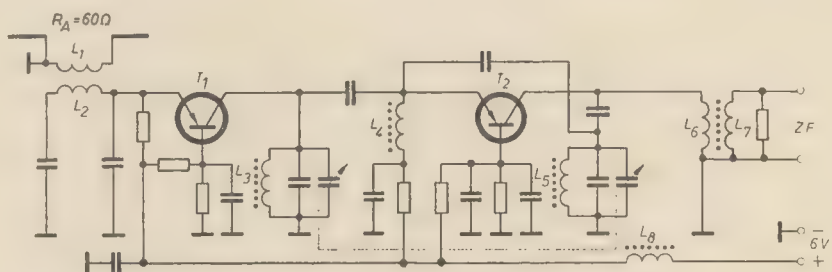 R_A=60Ω
L₁
L₂
T₁
L₃
L₄
T₂
L₅
L₆
L₇
ZF
L₈
−
6V
+